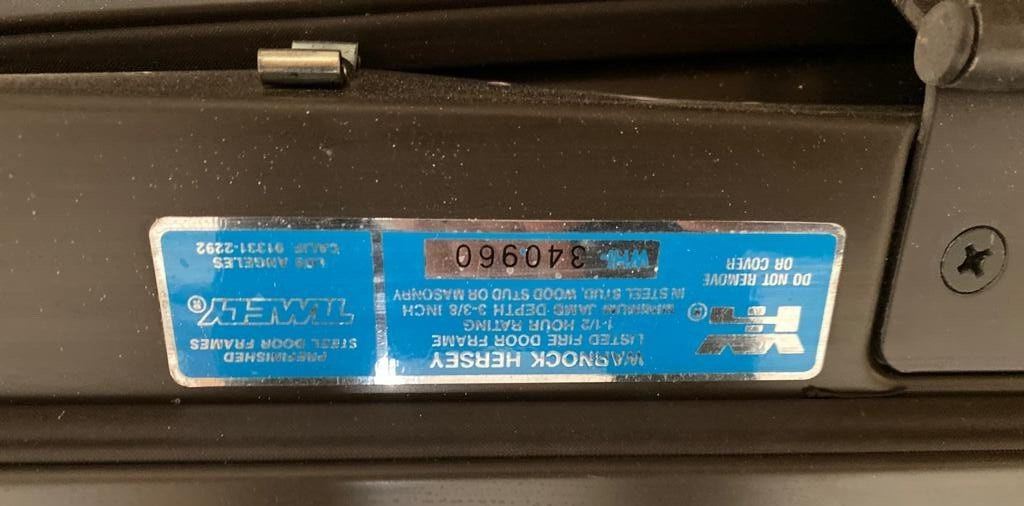 WARNOCK HERSEY
LISTED FIRE DOOR FRAME
1-1/2 HOUR RATING
MINIMUM JAMB DEPTH 3-3/8 INCH
IN STEEL STUD, WOOD STUD OR MASONRY
WHI 340960
WH
DO NOT REMOVE
OR COVER
PREFINISHED
STEEL DOOR FRAMES
TIMELY®
LOS ANGELES
CALIF 91331-2292